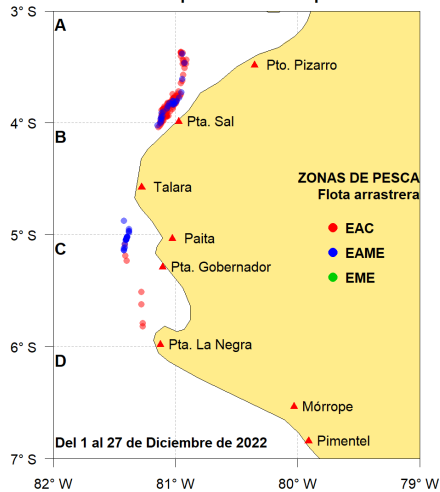 3° S
A
Pto. Pizarro
4° S
Pta. Sal
B
ZONAS DE PESCA
Flota arrastrera
Talara
EAC
5° S
Paita
C
EAME
Pta. Gobernador
EME
6° S
Pta. La Negra
D
Mórrope
Del 1 al 27 de Diciembre de 2022
Pimentel
7° S
82° W
81° W
80° W
79° W